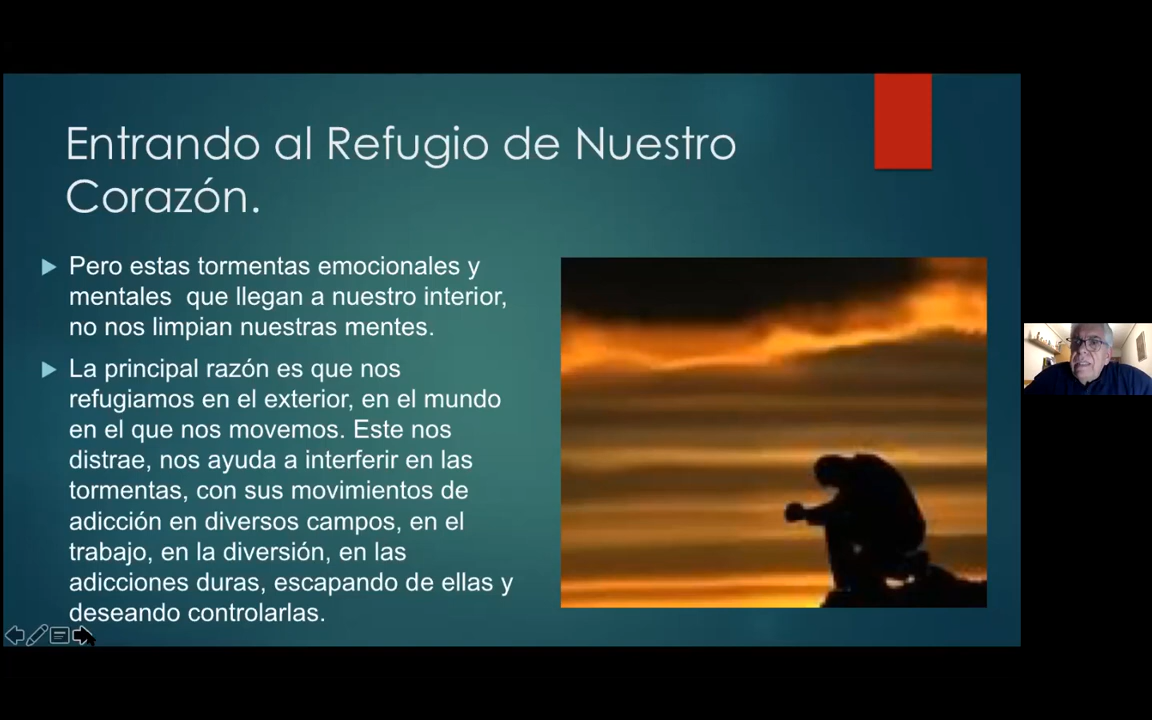 Entrando al Refugio de Nuestro
Corazón.
Pero estas tormentas emocionales y
mentales que llegan a nuestro interior,
no nos limpian nuestras mentes.
La principal razón es que nos
refugiamos en el exterior, en el mundo
en el que nos movemos. Este nos
distrae, nos ayuda a interferir en las
tormentas, con sus movimientos de
adicción en diversos campos, en el
trabajo, en la diversión, en las
adicciones duras, escapando de ellas y
deseando controlarlas.